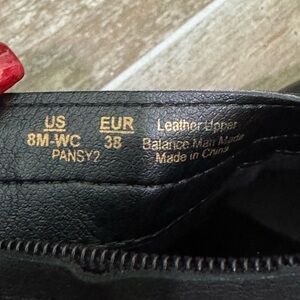 US EUR Leather Upper
8M-WC 38 Balance Man Made
PANSY2 Made in China